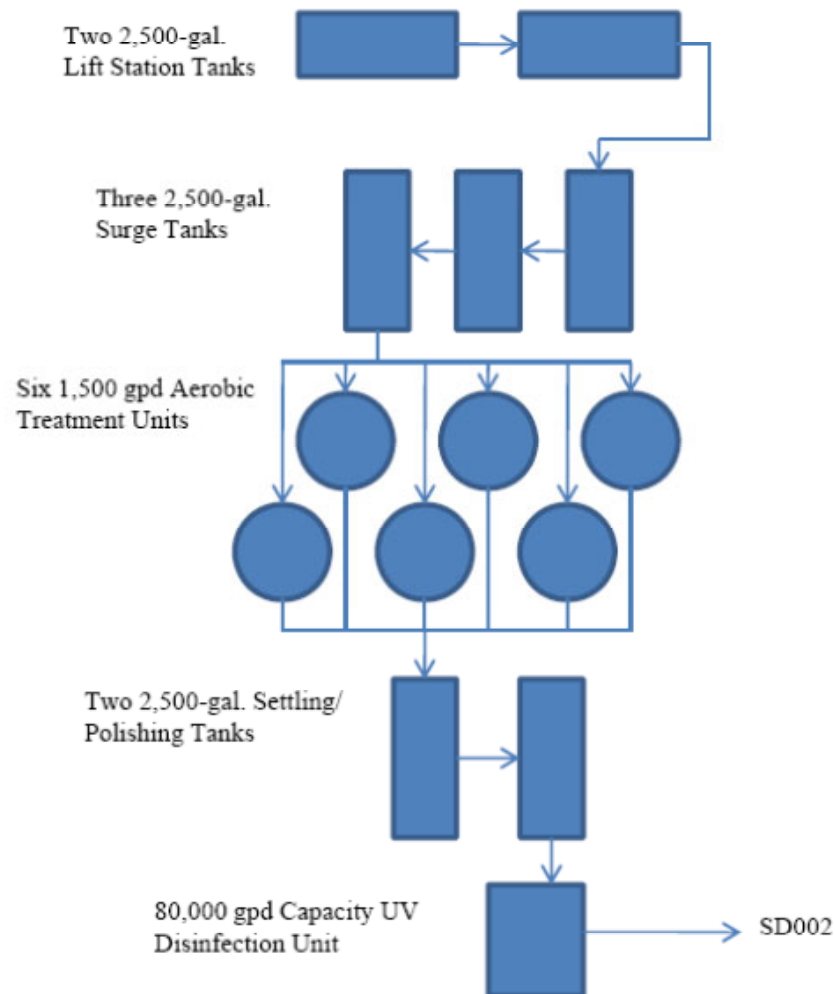 Two 2,500-gal.
Lift Station Tanks
Three 2,500-gal.
Surge Tanks
Six 1,500 gpd Aerobic
Treatment Units
Two 2,500-gal. Settling/
Polishing Tanks
80,000 gpd Capacity UV
Disinfection Unit
SD002